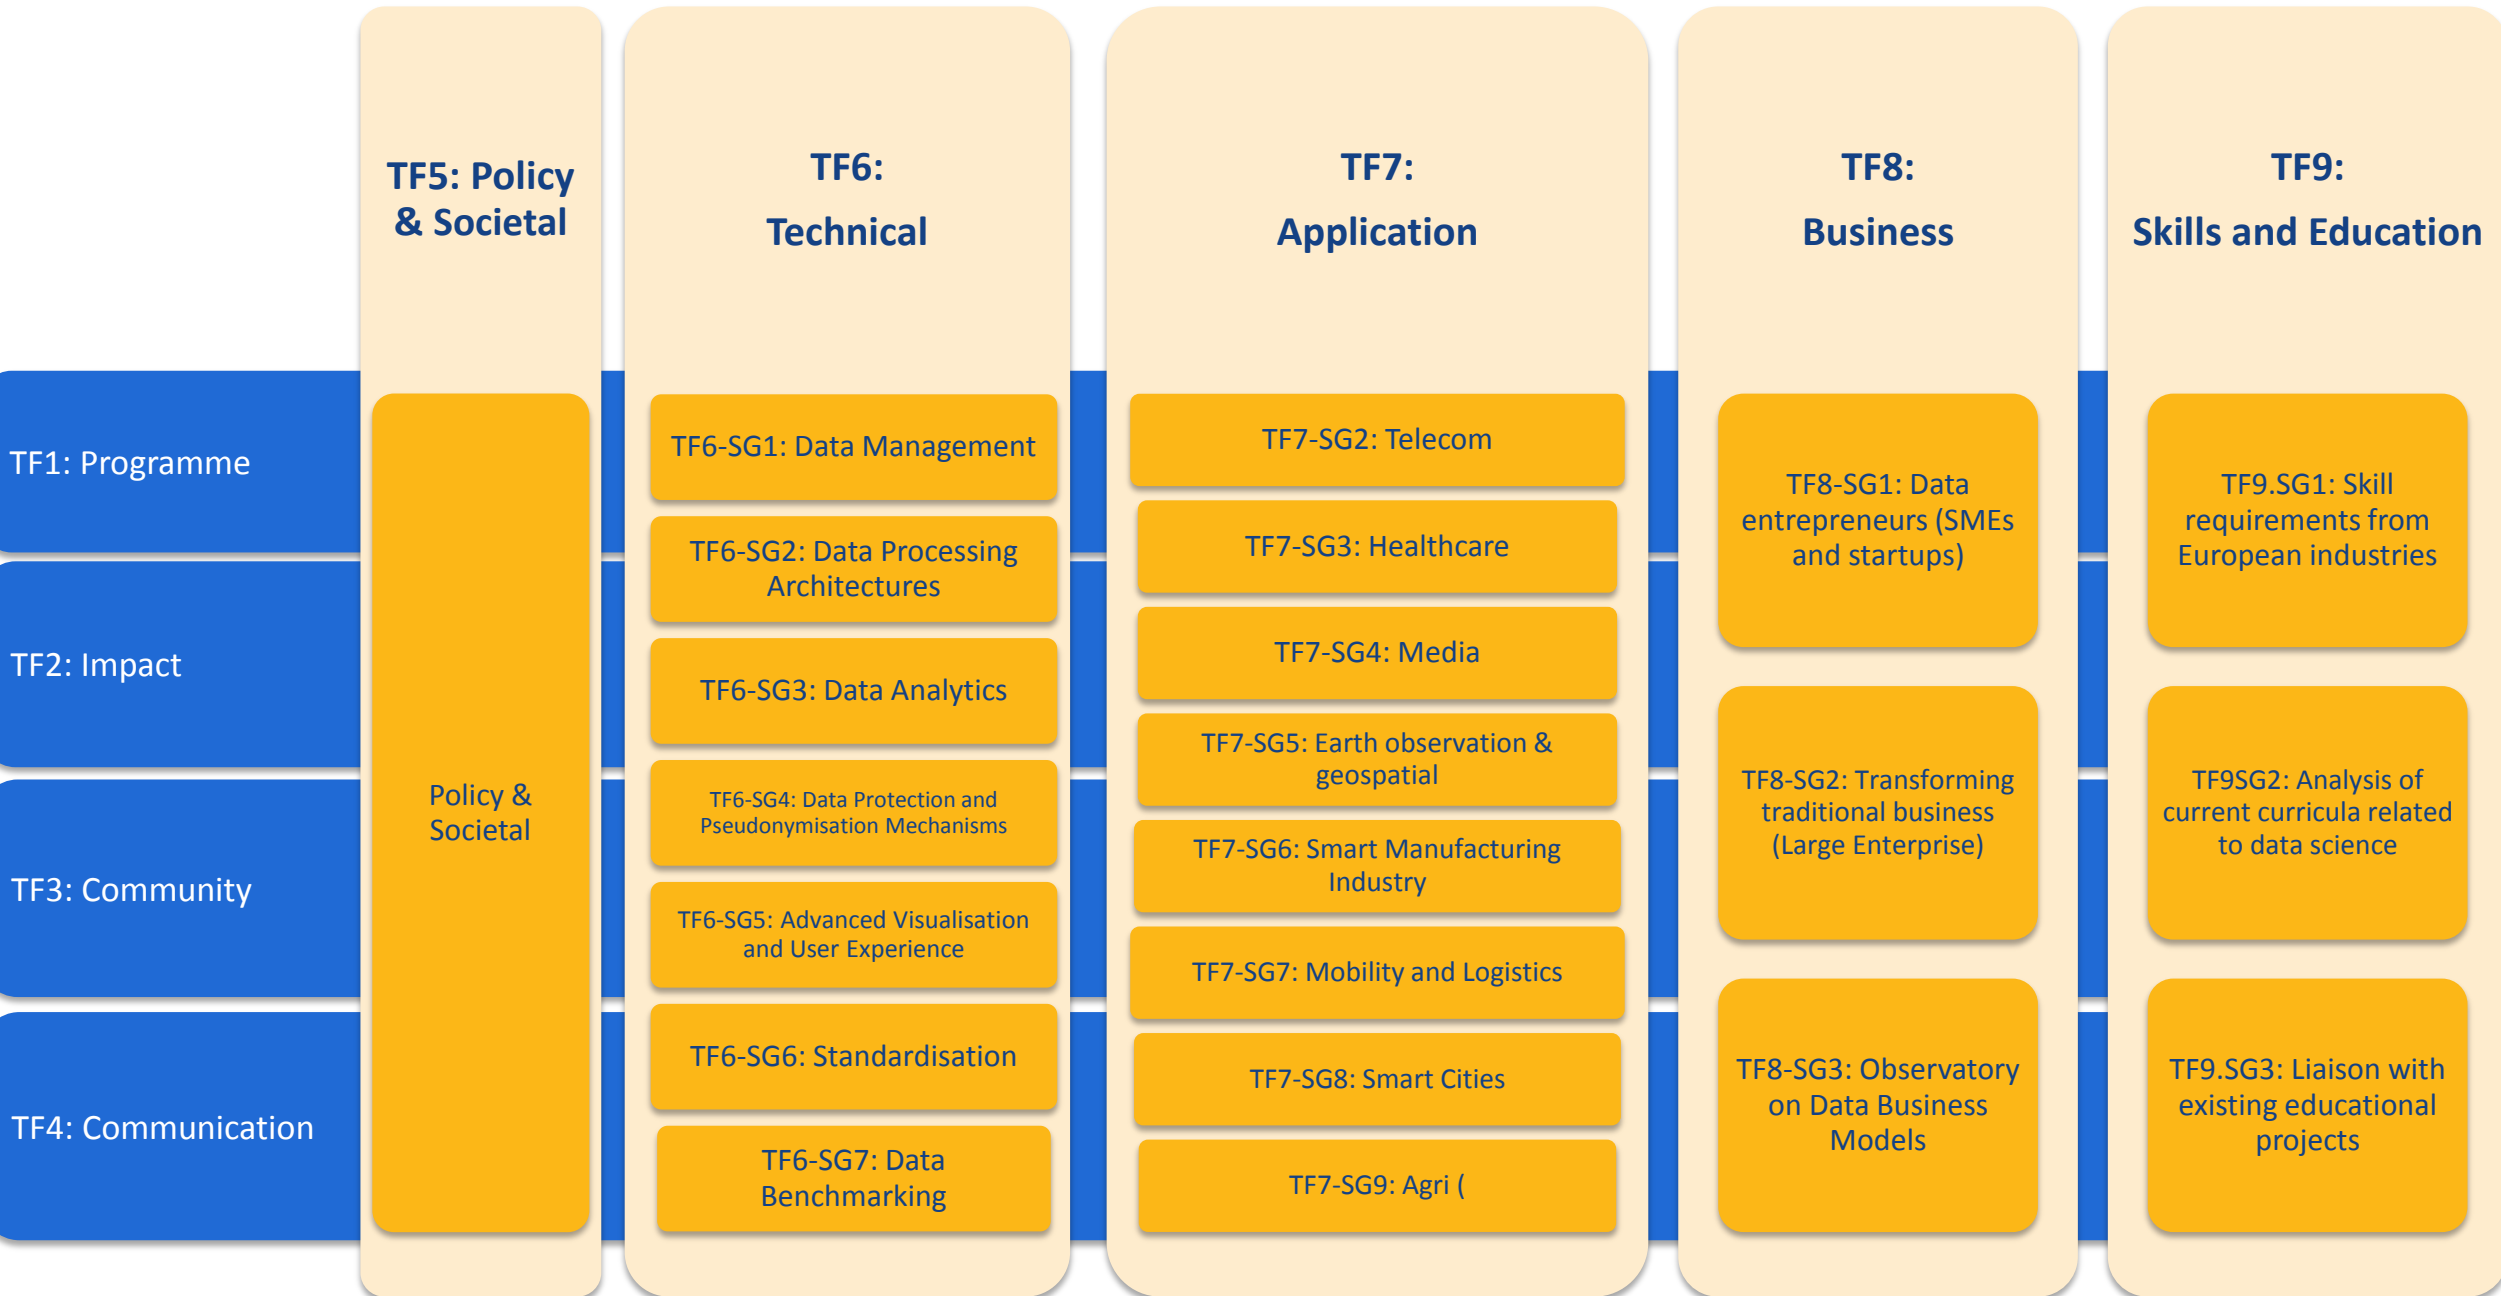 TF5: Policy
& Societal
TF6:
Technical
TF7:
Application
TF8:
Business
TF9:
Skills and Education
TF1: Programme
TF2: Impact
TF3: Community
TF4: Communication
Policy &
Societal
TF6-SG1: Data Management
TF6-SG2: Data Processing
Architectures
TF6-SG3: Data Analytics
TF6-SG4: Data Protection and
Pseudonymisation Mechanisms
TF6-SG5: Advanced Visualisation
and User Experience
TF6-SG6: Standardisation
TF6-SG7: Data
Benchmarking
TF7-SG2: Telecom
TF7-SG3: Healthcare
TF7-SG4: Media
TF7-SG5: Earth observation &
geospatial
TF7-SG6: Smart Manufacturing
Industry
TF7-SG7: Mobility and Logistics
TF7-SG8: Smart Cities
TF7-SG9: Agri (
TF8-SG1: Data
entrepreneurs (SMEs
and startups)
TF8-SG2: Transforming
traditional business
(Large Enterprise)
TF8-SG3: Observatory
on Data Business
Models
TF9.SG1: Skill
requirements from
European industries
TF9SG2: Analysis of
current curricula related
to data science
TF9.SG3: Liaison with
existing educational
projects